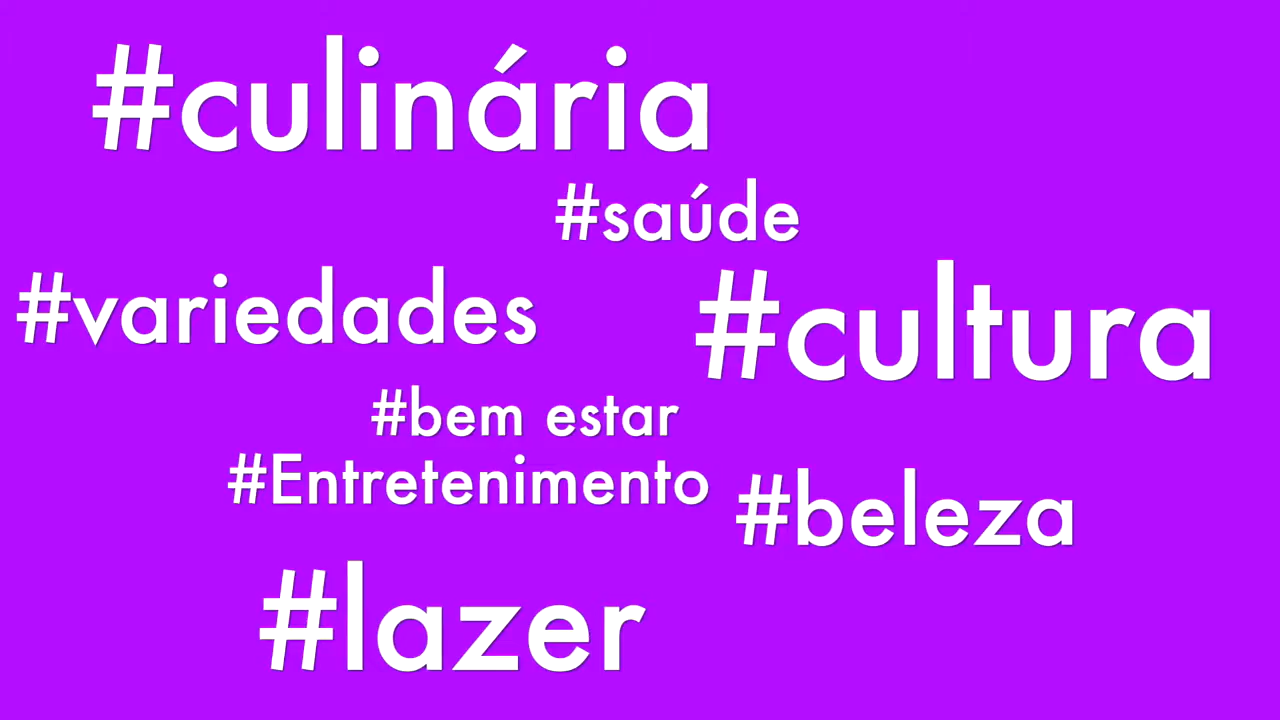 #culinária
#saúde
#variedades
#cultura
#bem estar
#Entretenimento
#beleza
#lazer